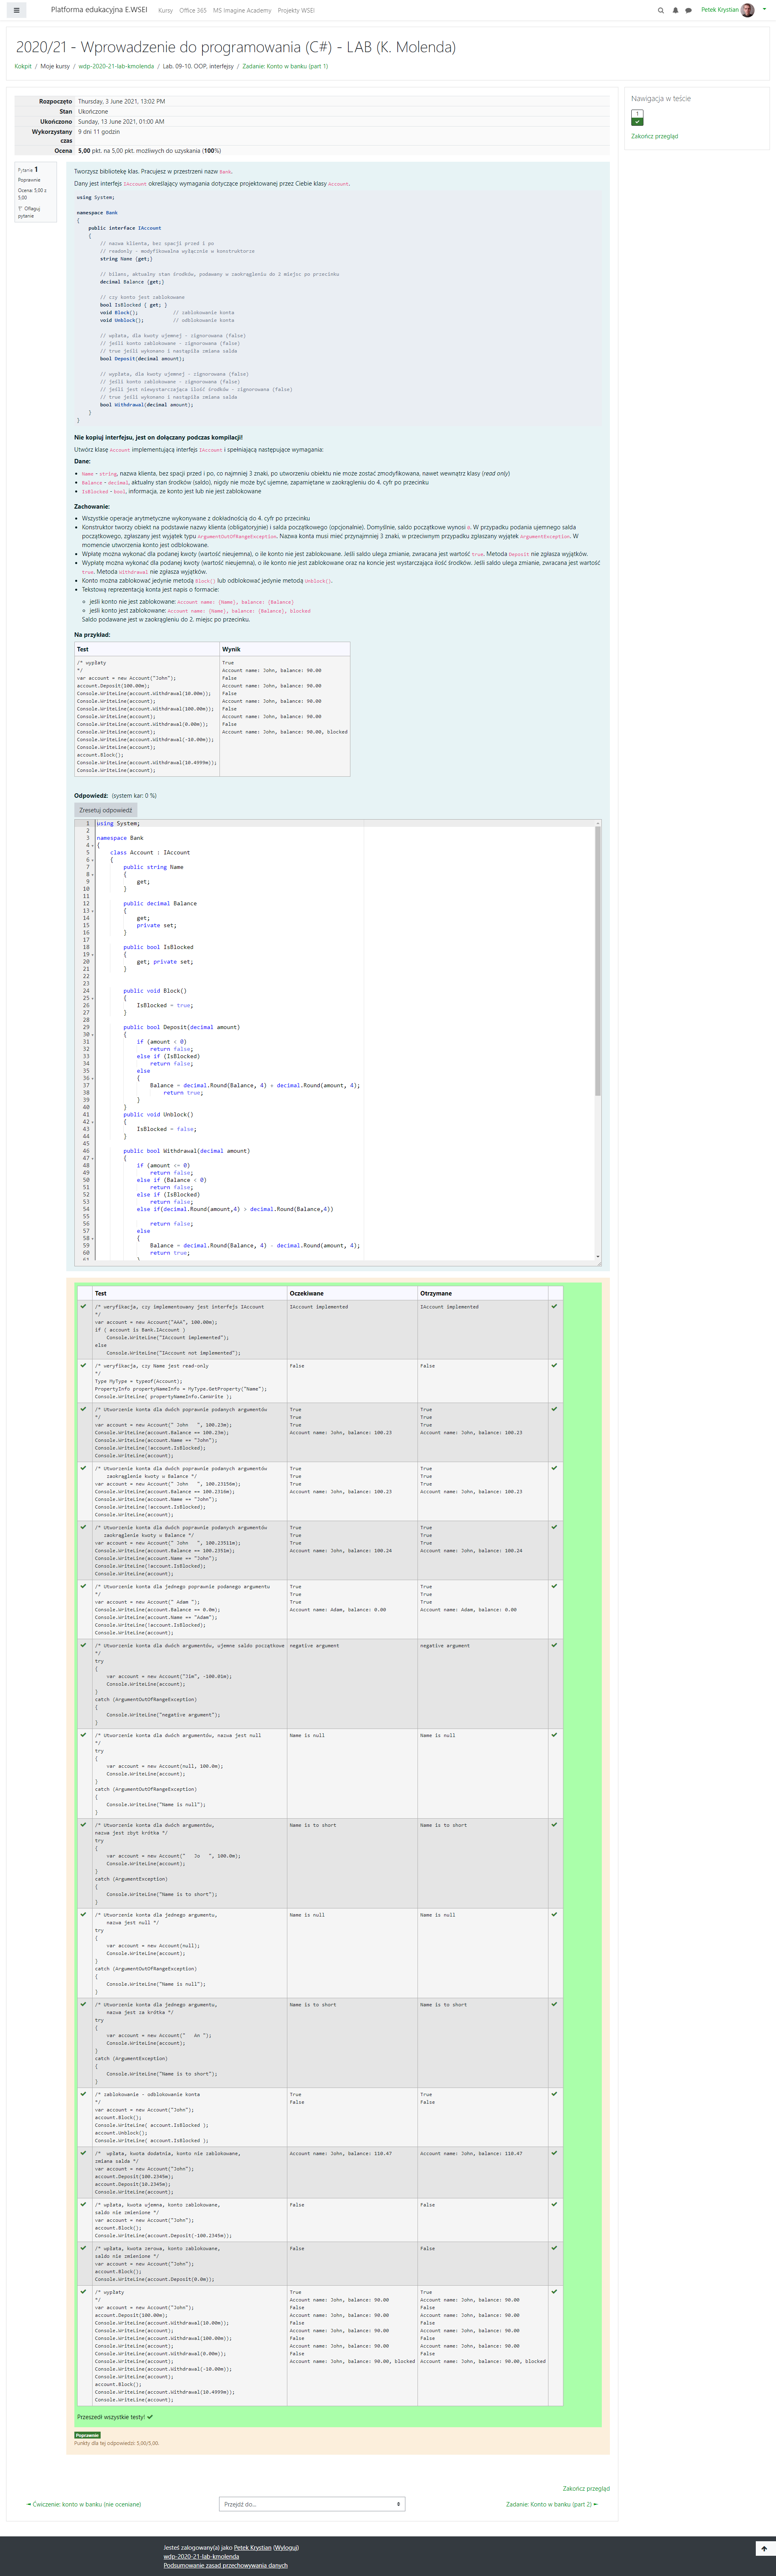 Platforma edukacyjna E.WSEI Kursy Office 365 MS Imagine Academy Projekty WSEI Petek Krystian
2020/21 - Wprowadzenie do programowania (C#) - LAB (K. Molenda)
Kokpit / Moje kursy / wdp-2020-21-lab-kmolenda / Lab. 09-10. OOP, interfejsy / Zadanie: Konto w banku (part 1)
Nawigacja w teście
1
Zakończ przegląd
Rozpoczęto Thursday, 3 June 2021, 13:02 PM
Stan Ukończone
Ukończono Sunday, 13 June 2021, 01:00 AM
Wykorzystany czas 9 dni 11 godzin
Ocena 5,00 pkt. na 5,00 pkt. możliwych do uzyskania (100%)
Pytanie 1
Poprawnie
Ocena: 5,00 z 5,00
Oflaguj pytanie
Tworzysz bibliotekę klas. Pracujesz w przestrzeni nazw Bank.
Dany jest interfejs IAccount określający wymagania dotyczące projektowanej przez Ciebie klasy Account.
using System;
namespace Bank
{
public interface IAccount
{
// nazwa klienta, bez spacji przed i po
// readonly - modyfikowalna wyłącznie w konstruktorze
string Name {get;}
// bilans, aktualny stan środków, podawany w zaokrągleniu do 2 miejsc po przecinku
decimal Balance {get;}
// czy konto jest zablokowane
bool IsBlocked { get; }
void Block(); // zablokowanie konta
void Unblock(); // odblokowanie konta
// wpłata, dla kwoty ujemnej - zignorowana (false)
// jeśli konto zablokowane - zignorowana (false)
// true jeśli wykonano i nastąpiła zmiana salda
bool Deposit(decimal amount);
// wypłata, dla kwoty ujemnej - zignorowana (false)
// jeśli konto zablokowane - zignorowana (false)
// jeśli jest niewystarczająca ilość środków - zignorowana (false)
// true jeśli wykonano i nastąpiła zmiana salda
bool Withdrawal(decimal amount);
}
}
Nie kopiuj interfejsu, jest on dołączany podczas kompilacji!
Utwórz klasę Account implementującą interfejs IAccount i spełniającą następujące wymagania:
Dane:
Name - string, nazwa klienta, bez spacji przed i po, co najmniej 3 znaki, po utworzeniu obiektu nie może zostać zmodyfikowana, nawet wewnątrz klasy (read only)
Balance - decimal, aktualny stan środków (saldo), nigdy nie może być ujemne, zapamiętane w zaokrągleniu do 4. cyfr po przecinku
IsBlocked - bool, informacja, ze konto jest lub nie jest zablokowane
Zachowanie:
Wszystkie operacje arytmetyczne wykonywane z dokładnością do 4. cyfr po przecinku
Konstruktor tworzy obiekt na podstawie nazwy klienta (obligatoryjnie) i salda początkowego (opcjonalnie). Domyślnie, saldo początkowe wynosi 0. W przypadku podania ujemnego salda
początkowego, zgłaszany jest wyjątek typu ArgumentOutOfRangeException. Nazwa konta musi mieć przynajmniej 3 znaki, w przeciwnym przypadku zgłaszany wyjątek ArgumentException. W
momencie utworzenia konto jest odblokowane.
Wpłatę można wykonać dla podanej kwoty (wartość nieujemna), o ile konto nie jest zablokowane. Jeśli saldo ulega zmianie, zwracana jest wartość true. Metoda Deposit nie zgłasza wyjątków.
Wypłatę można wykonać dla podanej kwoty (wartość nieujemna), o ile konto nie jest zablokowane oraz na koncie jest wystarczająca ilość środków. Jeśli saldo ulega zmianie, zwracana jest wartość
true. Metoda Withdrawal nie zgłasza wyjątków.
Konto można zablokować jedynie metodą Block() lub odblokować jedynie metodą Unblock().
Tekstową reprezentacją konta jest napis o formacie:
jeśli konto nie jest zablokowane: Account name: {Name}, balance: {Balance}
jeśli konto jest zablokowane: Account name: {Name}, balance: {Balance}, blocked
Saldo podawane jest w zaokrągleniu do 2. miejsc po przecinku.
Na przykład:
Test Wynik
/* wypłaty
*/
var account = new Account("John");
account.Deposit(100.00m);
Console.WriteLine(account.Withdrawal(10.00m));
Console.WriteLine(account);
Console.WriteLine(account.Withdrawal(100.00m));
Console.WriteLine(account);
Console.WriteLine(account.Withdrawal(0.00m));
Console.WriteLine(account);
Console.WriteLine(account.Withdrawal(-10.00m));
Console.WriteLine(account);
account.Block();
Console.WriteLine(account.Withdrawal(10.4999m));
Console.WriteLine(account);
True
Account name: John, balance: 90.00
False
Account name: John, balance: 90.00
False
Account name: John, balance: 90.00
False
Account name: John, balance: 90.00
False
Account name: John, balance: 90.00, blocked
Odpowiedź: (system kar: 0 %)
Zresetuj odpowiedź
1 using System;
2
3 namespace Bank
4 {
5 class Account : IAccount
6 {
7 public string Name
8 {
9 get;
10 }
11
12 public decimal Balance
13 {
14 get;
15 private set;
16 }
17
18 public bool IsBlocked
19 {
20 get; private set;
21 }
22
23
24 public void Block()
25 {
26 IsBlocked = true;
27 }
28
29 public bool Deposit(decimal amount)
30 {
31 if (amount < 0)
32 return false;
33 else if (IsBlocked)
34 return false;
35 else
36 {
37 Balance = decimal.Round(Balance, 4) + decimal.Round(amount, 4);
38 return true;
39 }
40 }
41 public void Unblock()
42 {
43 IsBlocked = false;
44 }
45
46 public bool Withdrawal(decimal amount)
47 {
48 if (amount <= 0)
49 return false;
50 else if (Balance < 0)
51 return false;
52 else if (IsBlocked)
53 return false;
54 else if(decimal.Round(amount,4) > decimal.Round(Balance,4))
55
56 return false;
57 else
58 {
59 Balance = decimal.Round(Balance, 4) - decimal.Round(amount, 4);
60 return true;
61 }
Test Oczekiwane Otrzymane
/* weryfikacja, czy implementowany jest interfejs IAccount
*/
var account = new Account("AAA", 100.00m);
if ( account is Bank.IAccount )
Console.WriteLine("IAccount implemented");
else
Console.WriteLine("IAccount not implemented");
IAccount implemented IAccount implemented
/* weryfikacja, czy Name jest read-only
*/
Type MyType = typeof(Account);
PropertyInfo propertyNameInfo = MyType.GetProperty("Name");
Console.WriteLine( propertyNameInfo.CanWrite );
False False
/* Utworzenie konta dla dwóch poprawnie podanych argumentów
*/
var account = new Account(" John ", 100.23m);
Console.WriteLine(account.Balance == 100.23m);
Console.WriteLine(account.Name == "John");
Console.WriteLine(!account.IsBlocked);
Console.WriteLine(account);
True True
True True
True True
Account name: John, balance: 100.23 Account name: John, balance: 100.23
/* Utworzenie konta dla dwóch poprawnie podanych argumentów
zaokrąglenie kwoty w Balance */
var account = new Account(" John ", 100.23156m);
Console.WriteLine(account.Balance == 100.2316m);
Console.WriteLine(account.Name == "John");
Console.WriteLine(!account.IsBlocked);
Console.WriteLine(account);
True True
True True
True True
Account name: John, balance: 100.23 Account name: John, balance: 100.23
/* Utworzenie konta dla dwóch poprawnie podanych argumentów
zaokrąglenie kwoty w Balance */
var account = new Account(" John ", 100.23511m);
Console.WriteLine(account.Balance == 100.2351m);
Console.WriteLine(account.Name == "John");
Console.WriteLine(!account.IsBlocked);
Console.WriteLine(account);
True True
True True
True True
Account name: John, balance: 100.24 Account name: John, balance: 100.24
/* Utworzenie konta dla jednego poprawnie podanego argumentu
*/
var account = new Account(" Adam ");
Console.WriteLine(account.Balance == 0.0m);
Console.WriteLine(account.Name == "Adam");
Console.WriteLine(!account.IsBlocked);
Console.WriteLine(account);
True True
True True
True True
Account name: Adam, balance: 0.00 Account name: Adam, balance: 0.00
/* Utworzenie konta dla dwóch argumentów, ujemne saldo początkowe
*/
try
{
var account = new Account("Jim", -100.01m);
Console.WriteLine(account);
}
catch (ArgumentOutOfRangeException)
{
Console.WriteLine("negative argument");
}
negative argument negative argument
/* Utworzenie konta dla dwóch argumentów, nazwa jest null
*/
try
{
var account = new Account(null, 100.0m);
Console.WriteLine(account);
}
catch (ArgumentOutOfRangeException)
{
Console.WriteLine("Name is null");
}
Name is null Name is null
/* Utworzenie konta dla dwóch argumentów,
nazwa jest zbyt krótka */
try
{
var account = new Account(" Jo ", 100.0m);
Console.WriteLine(account);
}
catch (ArgumentException)
{
Console.WriteLine("Name is to short");
}
Name is to short Name is to short
/* Utworzenie konta dla jednego argumentu,
nazwa jest null */
try
{
var account = new Account(null);
Console.WriteLine(account);
}
catch (ArgumentOutOfRangeException)
{
Console.WriteLine("Name is null");
}
Name is null Name is null
/* Utworzenie konta dla jednego argumentu,
nazwa jest za krótka */
try
{
var account = new Account(" An ");
Console.WriteLine(account);
}
catch (ArgumentException)
{
Console.WriteLine("Name is to short");
}
Name is to short Name is to short
/* zablokowanie - odblokowanie konta
*/
var account = new Account("John");
account.Block();
Console.WriteLine( account.IsBlocked );
account.Unblock();
Console.WriteLine( account.IsBlocked );
True True
False False
/* wpłata, kwota dodatnia, konto nie zablokowane,
zmiana salda */
var account = new Account("John");
account.Deposit(100.2345m);
account.Deposit(10.2345m);
Console.WriteLine(account);
Account name: John, balance: 110.47 Account name: John, balance: 110.47
/* wpłata, kwota ujemna, konto zablokowane,
saldo nie zmienione */
var account = new Account("John");
account.Block();
Console.WriteLine(account.Deposit(-100.2345m));
False False
/* wpłata, kwota zerowa, konto zablokowane,
saldo nie zmienione */
var account = new Account("John");
account.Block();
Console.WriteLine(account.Deposit(0.0m));
False False
/* wypłaty
*/
var account = new Account("John");
account.Deposit(100.00m);
Console.WriteLine(account.Withdrawal(10.00m));
Console.WriteLine(account);
Console.WriteLine(account.Withdrawal(100.00m));
Console.WriteLine(account);
Console.WriteLine(account.Withdrawal(0.00m));
Console.WriteLine(account);
Console.WriteLine(account.Withdrawal(-10.00m));
Console.WriteLine(account);
account.Block();
Console.WriteLine(account.Withdrawal(10.4999m));
Console.WriteLine(account);
True True
Account name: John, balance: 90.00 Account name: John, balance: 90.00
False False
Account name: John, balance: 90.00 Account name: John, balance: 90.00
False False
Account name: John, balance: 90.00 Account name: John, balance: 90.00
False False
Account name: John, balance: 90.00 Account name: John, balance: 90.00
False False
Account name: John, balance: 90.00, blocked Account name: John, balance: 90.00, blocked
Przeszedł wszystkie testy!
Poprawnie
Punkty dla tej odpowiedzi: 5,00/5,00.
Zakończ przegląd
◄ Ćwiczenie: konto w banku (nie oceniane)
Przejdź do...
Zadanie: Konto w banku (part 2) ►
Jesteś zalogowany(a) jako Petek Krystian (Wyloguj)
wdp-2020-21-lab-kmolenda
Podsumowanie zasad przechowywania danych